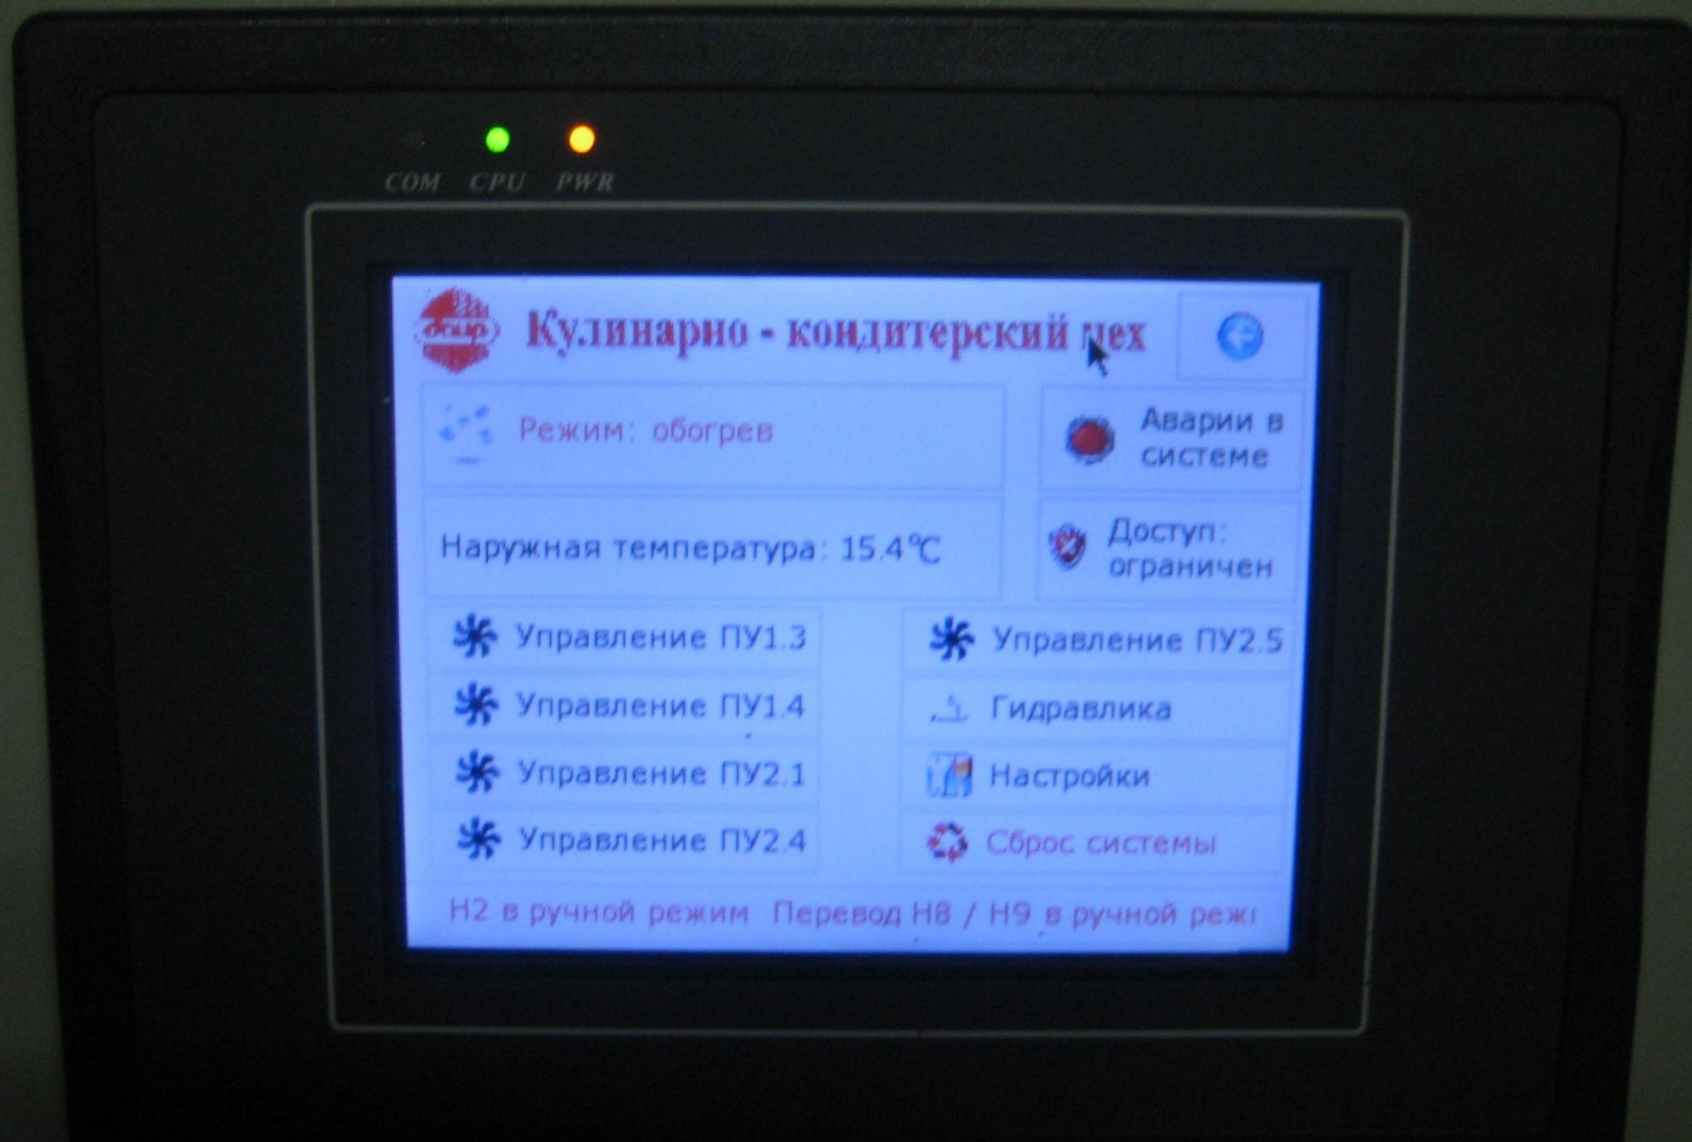 COM CPU PWR
Кулинарно - кондитерский цех
Режим: обогрев
Аварии в
системе
Наружная температура: 15.4°C
Доступ:
ограничен
Управление ПУ1.3
Управление ПУ2.5
Управление ПУ1.4
Гидравлика
Управление ПУ2.1
Настройки
Управление ПУ2.4
Сброс системы
Н2 в ручной режим Перевод Н8 / Н9 в ручной режи